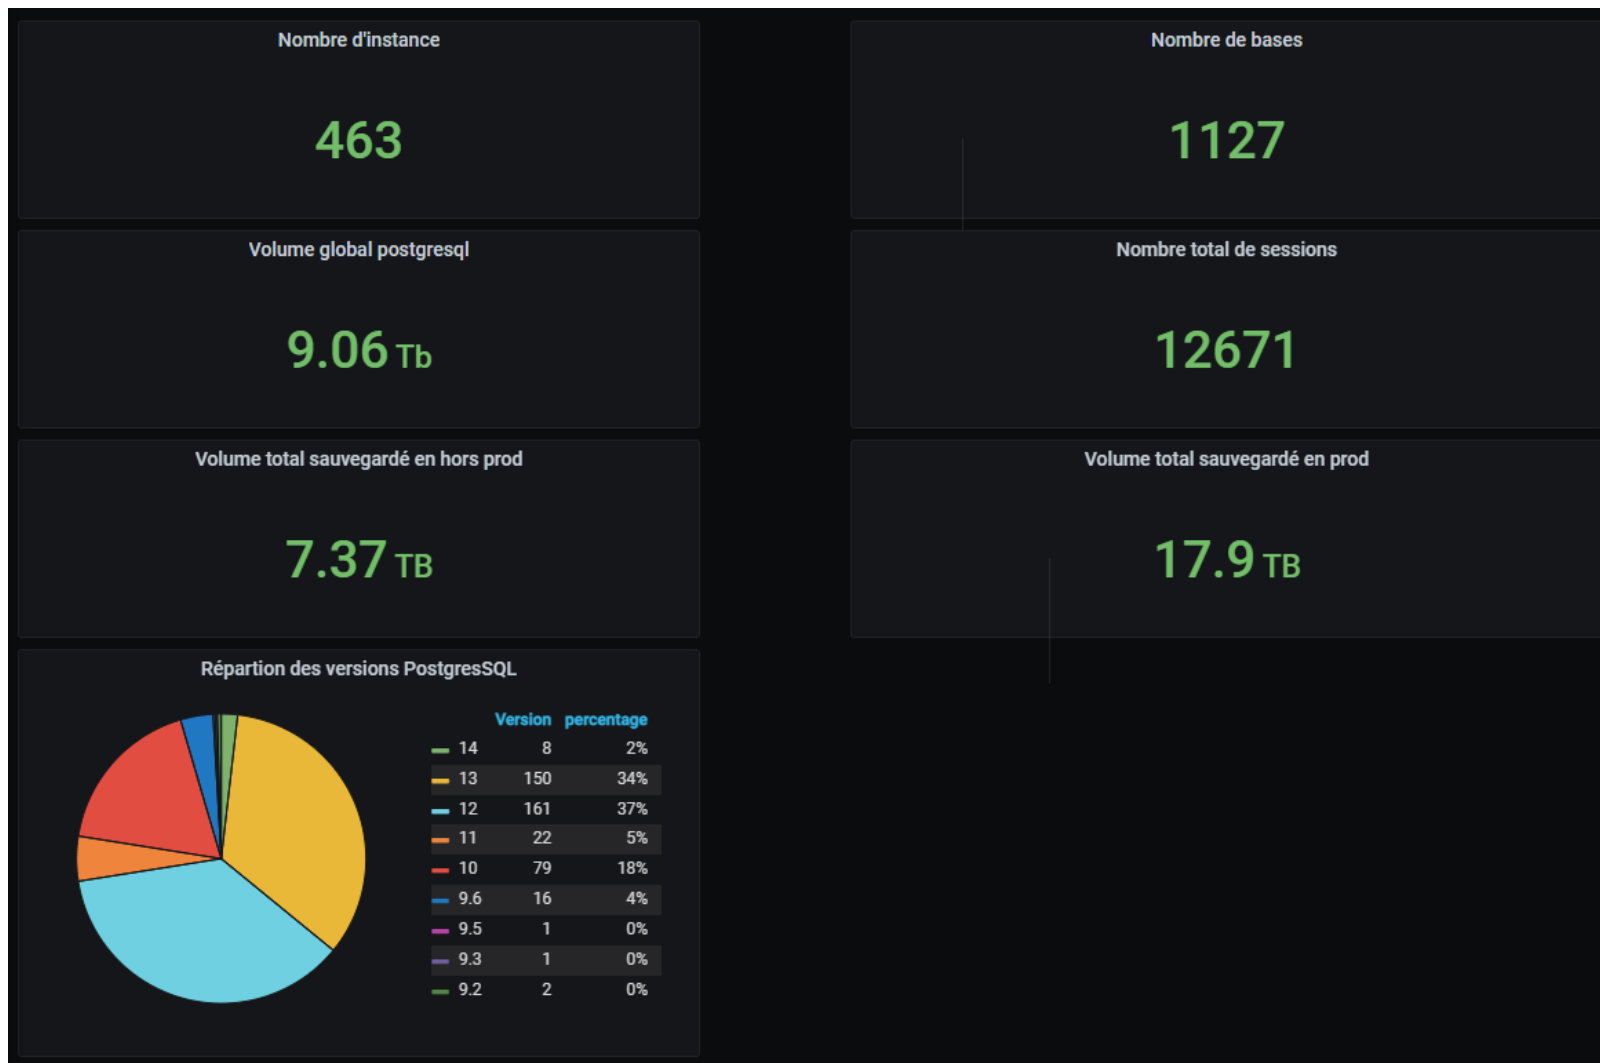 Nombre d'instance
463
Nombre de bases
1127
Volume global postgresql
9.06 Tb
Nombre total de sessions
12671
Volume total sauvegardé en hors prod
7.37 TB
Volume total sauvegardé en prod
17.9 TB
Répartion des versions PostgresSQL
Version percentage
14 8 2%
13 150 34%
12 161 37%
11 22 5%
10 79 18%
9.6 16 4%
9.5 1 0%
9.3 1 0%
9.2 2 0%